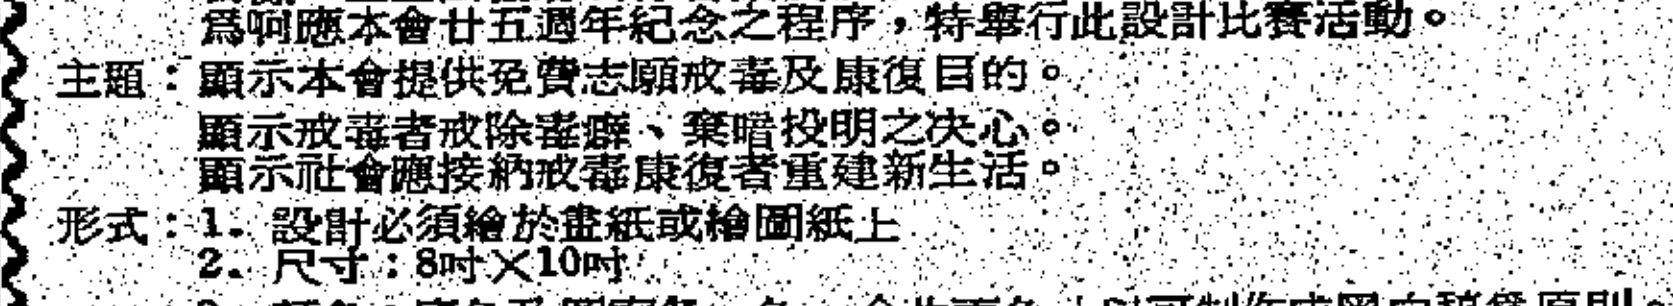 爲响應本會廿五週年紀念之程序，特舉行此設計比賽活動。
主題：顯示本會提供免費志願戒毒及康復目的。
顯示戒毒者戒除毒癖、棄暗投明之决心。
顯示社會應接納戒毒康復者重建新生活。
形式：1. 設計必須繪於畫紙或繪圖紙上
2. 尺寸：8吋×10吋